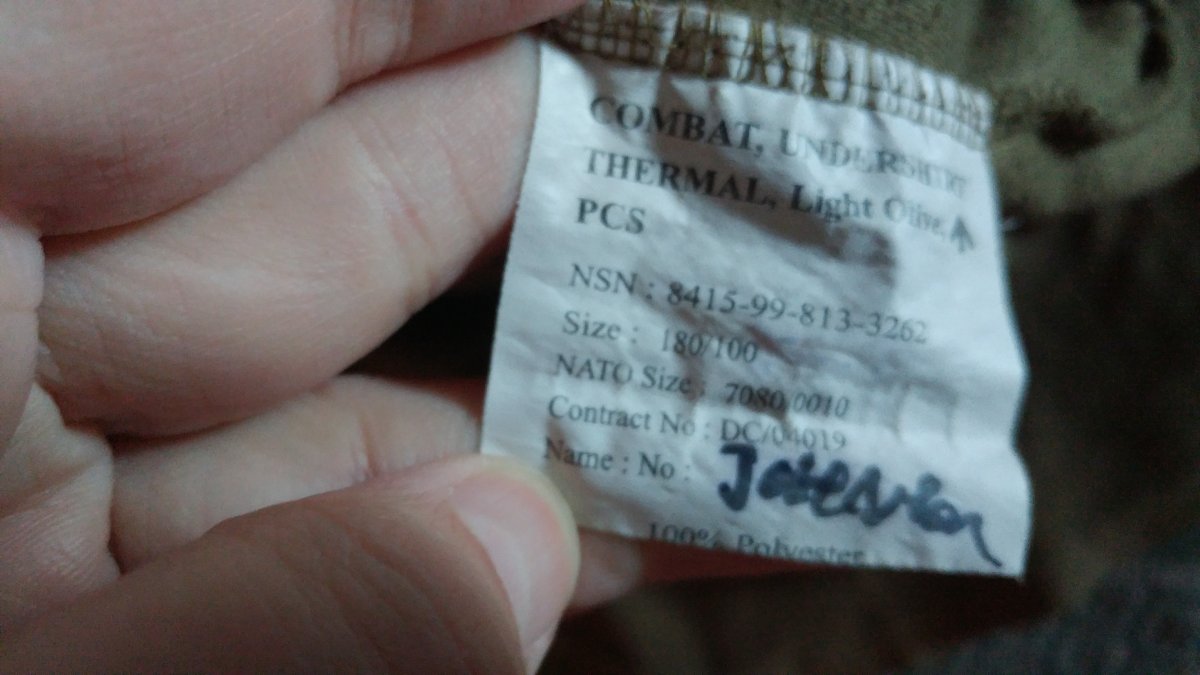 COMBAT, UNDERSHIRT
THERMAL, Light Olive,
PCS
NSN : 8415-99-813-3262
Size : 180/100
NATO Size : 7080/0010
Contract No : DC/04019
Name : No :
100% Polyester